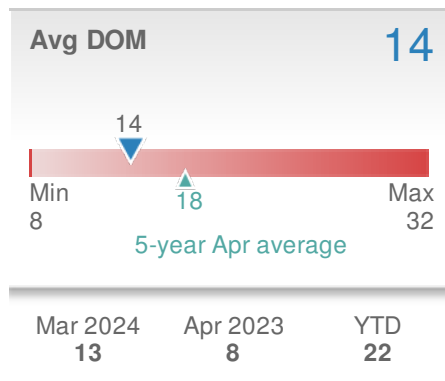 Avg DOM 14
14
Min Max
8 18 32
5-year Apr average
Mar 2024 Apr 2023 YTD
13 8 22